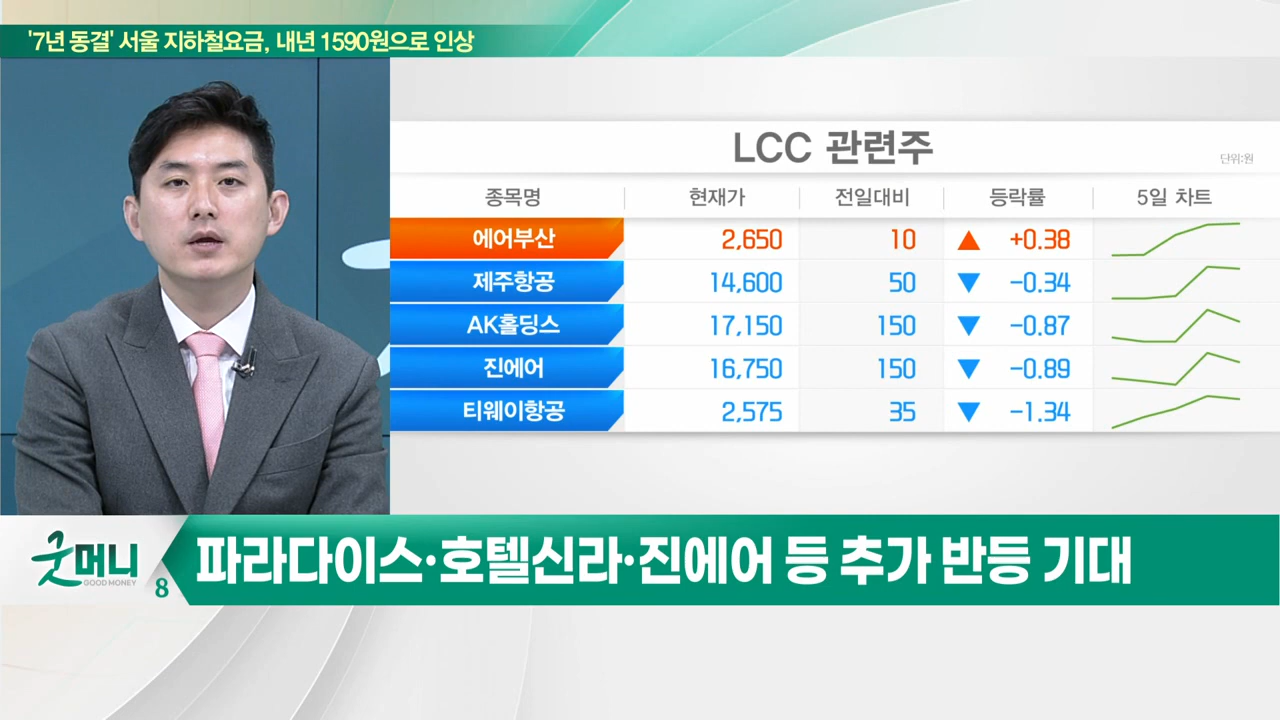 '7년 동결' 서울 지하철요금, 내년 1590원으로 인상
LCC 관련주
단위:원
종목명 현재가 전일대비 등락률 5일 차트
에어부산 2,650 10 ▲ +0.38
제주항공 14,600 50 ▼ -0.34
AK홀딩스 17,150 150 ▼ -0.87
진에어 16,750 150 ▼ -0.89
티웨이항공 2,575 35 ▼ -1.34
굿머니
GOOD MONEY
8
파라다이스·호텔신라·진에어 등 추가 반등 기대